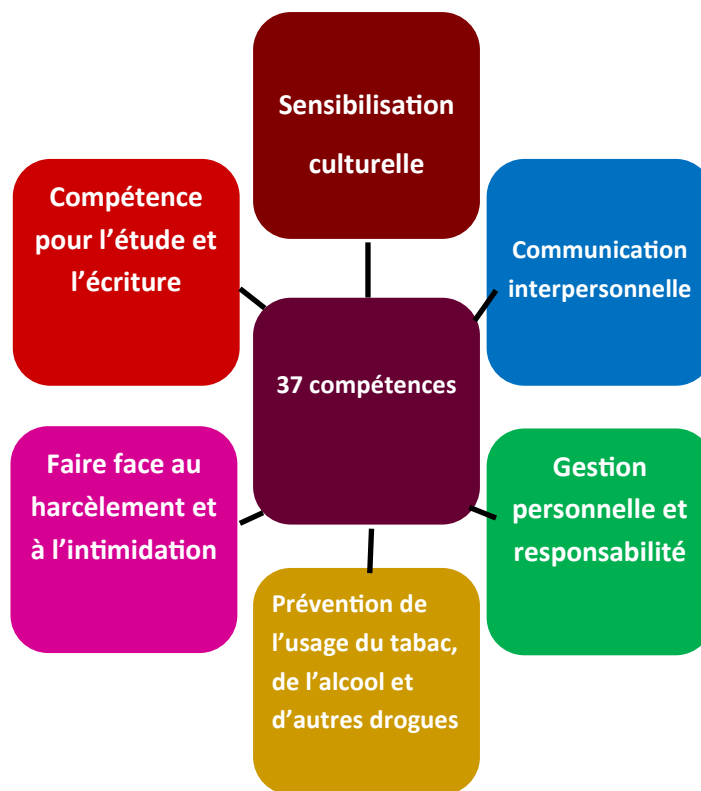 Sensibilisation
culturelle
Compétence
pour l’étude et
l’écriture
Communication
interpersonnelle
37 compétences
Faire face au
harcèlement et
à l’intimidation
Gestion
personnelle et
responsabilité
Prévention de
l’usage du tabac,
de l’alcool et
d’autres drogues